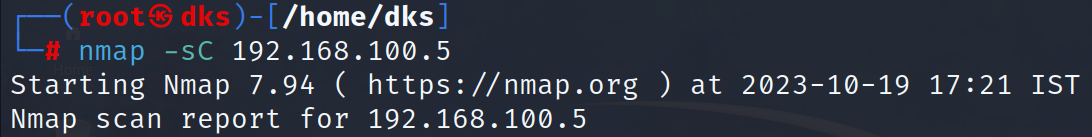 ┌──(root㉿dks)-[/home/dks]
└─# nmap -sC 192.168.100.5
Starting Nmap 7.94 ( https://nmap.org ) at 2023-10-19 17:21 IST
Nmap scan report for 192.168.100.5